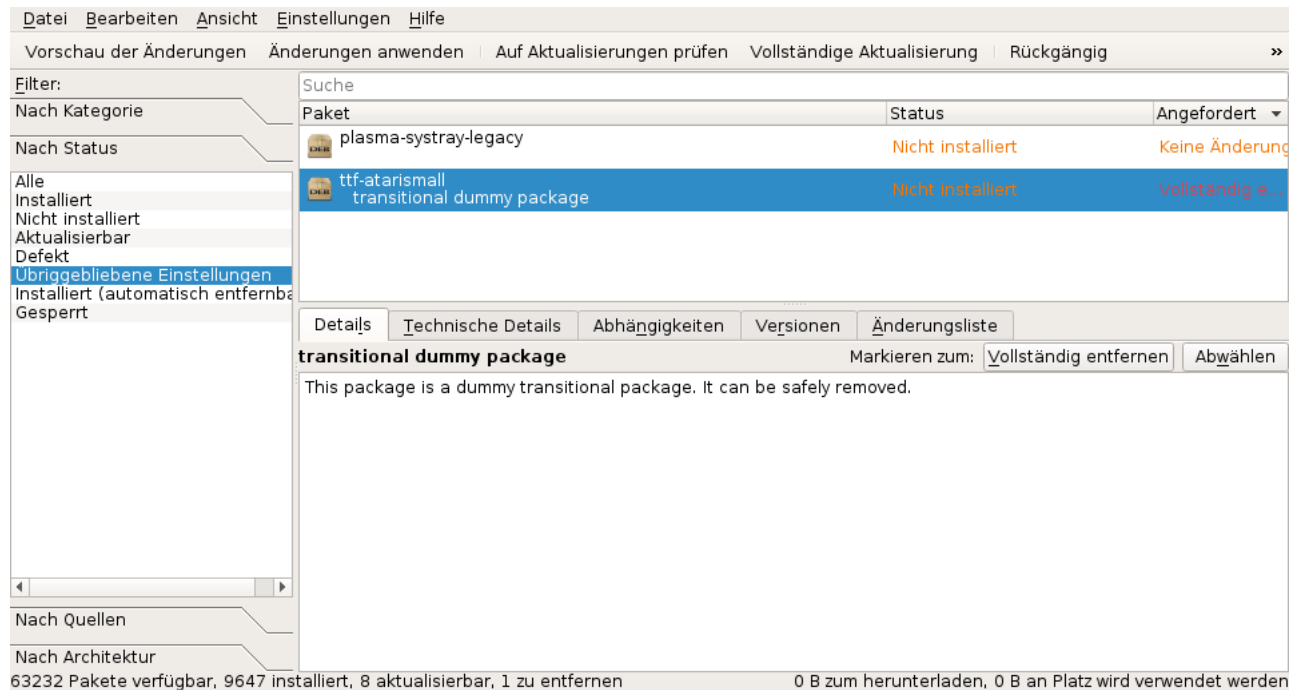 Datei Bearbeiten Ansicht Einstellungen Hilfe
Vorschau der Änderungen Änderungen anwenden Auf Aktualisierungen prüfen Vollständige Aktualisierung Rückgängig »
Filter:
Suche
Nach Kategorie
Paket Status Angefordert
plasma-systray-legacy Nicht installiert Keine Änderung
Nach Status
ttf-atarismall Nicht installiert Vollständig e...
transitional dummy package
Alle
Installiert
Nicht installiert
Aktualisierbar
Defekt
Übriggebliebene Einstellungen
Installiert (automatisch entfernba
Gesperrt
Details Technische Details Abhängigkeiten Versionen Änderungsliste
transitional dummy package Markieren zum: Vollständig entfernen Abwählen
This package is a dummy transitional package. It can be safely removed.
Nach Quellen
Nach Architektur
63232 Pakete verfügbar, 9647 installiert, 8 aktualisierbar, 1 zu entfernen 0 B zum herunterladen, 0 B an Platz wird verwendet werden